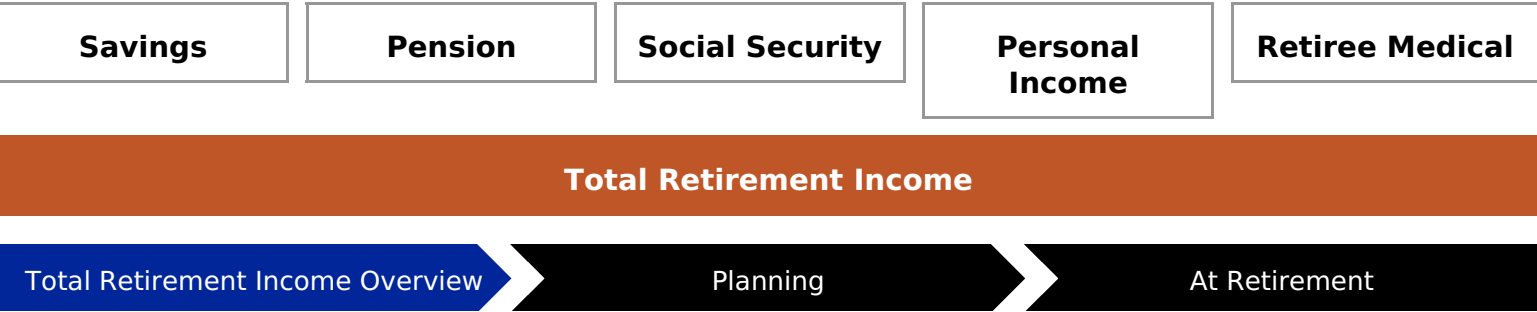 Savings
Pension
Social Security
Personal
Income
Retiree Medical
Total Retirement Income
Total Retirement Income Overview
Planning
At Retirement